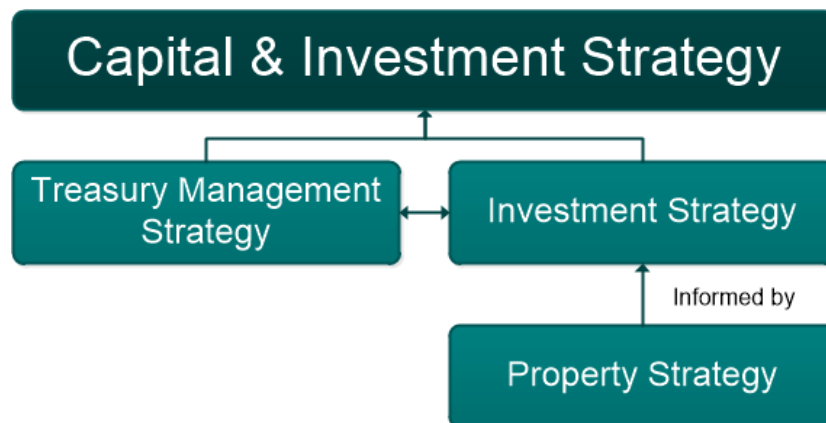 Capital & Investment Strategy
Treasury Management
Strategy
Investment Strategy
Informed by
Property Strategy